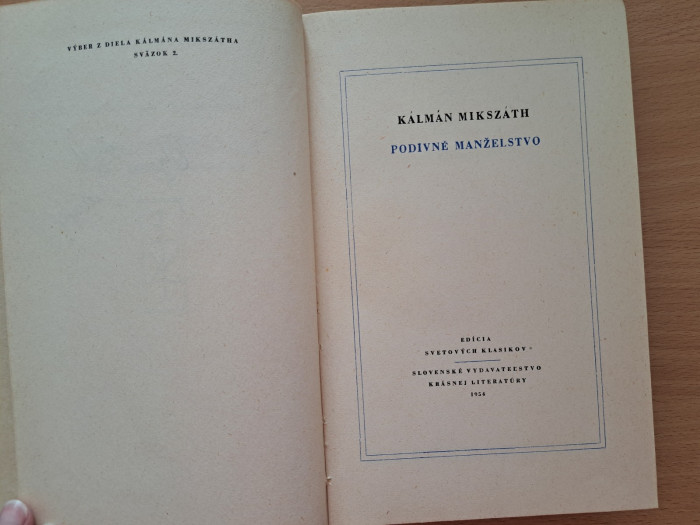 VÝBER Z DIELA KÁLMÁNA MIKSZÁTHA
SVÄZOK 2.
KÁLMÁN MIKSZÁTH
PODIVNÉ MANŽELSTVO
EDÍCIA
SVETOVÝCH KLASIKOV
SLOVENSKÉ VYDAVATEĽSTVO
KRÁSNEJ LITERATÚRY
1954